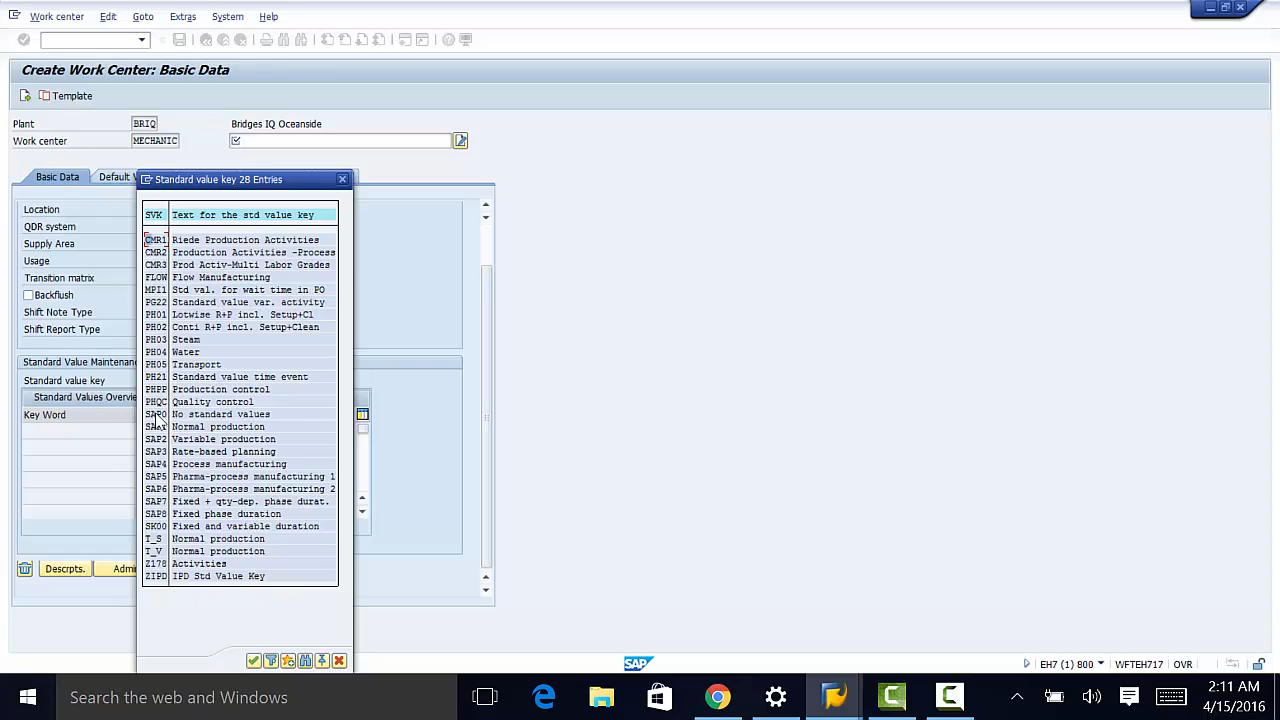 Work center Edit Goto Extras System Help
Create Work Center: Basic Data
Template
Plant BRIQ Bridges IQ Oceanside
Work center MECHANIC
Basic Data Default V
Location
QDR system
Supply Area
Usage
Transition matrix
Backflush
Shift Note Type
Shift Report Type
Standard Value Maintenan
Standard value key
Standard Values Overvie
Key Word
Descrpts. Admi
Standard value key 28 Entries
SVK Text for the std value key
CMR1 Riede Production Activities
CMR2 Production Activities -Process
CMR3 Prod Activ-Multi Labor Grades
FLOW Flow Manufacturing
MPI1 Std val. for wait time in PO
PG22 Standard value var. activity
PH01 Lotwise R+P incl. Setup+Cl
PH02 Conti R+P incl. Setup+Clean
PH03 Steam
PH04 Water
PH05 Transport
PH21 Standard value time event
PHPP Production control
PHQC Quality control
SAP0 No standard values
SAP1 Normal production
SAP2 Variable production
SAP3 Rate-based planning
SAP4 Process manufacturing
SAP5 Pharma-process manufacturing 1
SAP6 Pharma-process manufacturing 2
SAP7 Fixed + qty-dep. phase durat.
SAP8 Fixed phase duration
SK00 Fixed and variable duration
T_S Normal production
T_V Normal production
Z178 Activities
ZIPD IPD Std Value Key
SAP
EH7 (1) 800 WFTEH717 OVR
Search the web and Windows
2:11 AM
4/15/2016